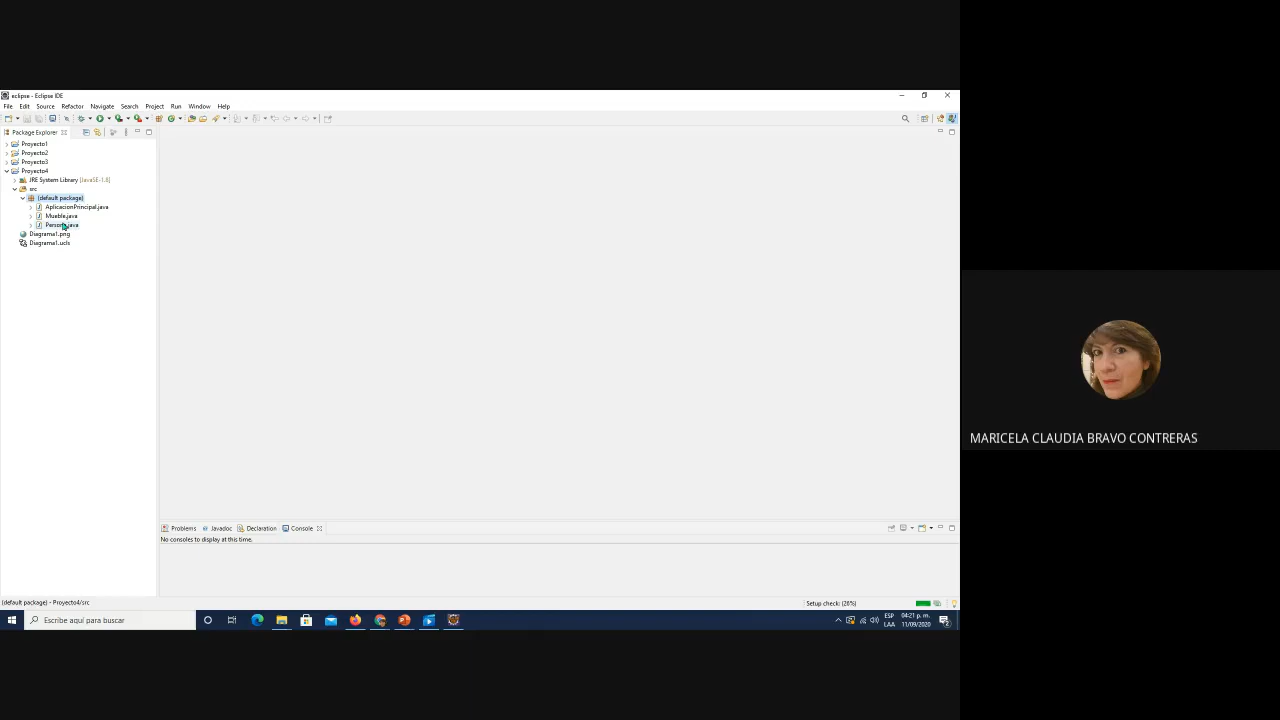 eclipse - Eclipse IDE
File Edit Source Refactor Navigate Search Project Run Window Help
Package Explorer
Proyecto1
Proyecto2
Proyecto3
Proyecto4
JRE System Library [JavaSE-1.8]
src
(default package)
AplicacionPrincipal.java
Mueble.java
Persona.java
Diagrama1.png
Diagrama1.ucls
MARICELA CLAUDIA BRAVO CONTRERAS
Problems Javadoc Declaration Console
No consoles to display at this time.
(default package) - Proyecto4/src
Setup check: (26%)
Escribe aquí para buscar
ESP 04:21 p. m.
LAA 11/09/2020